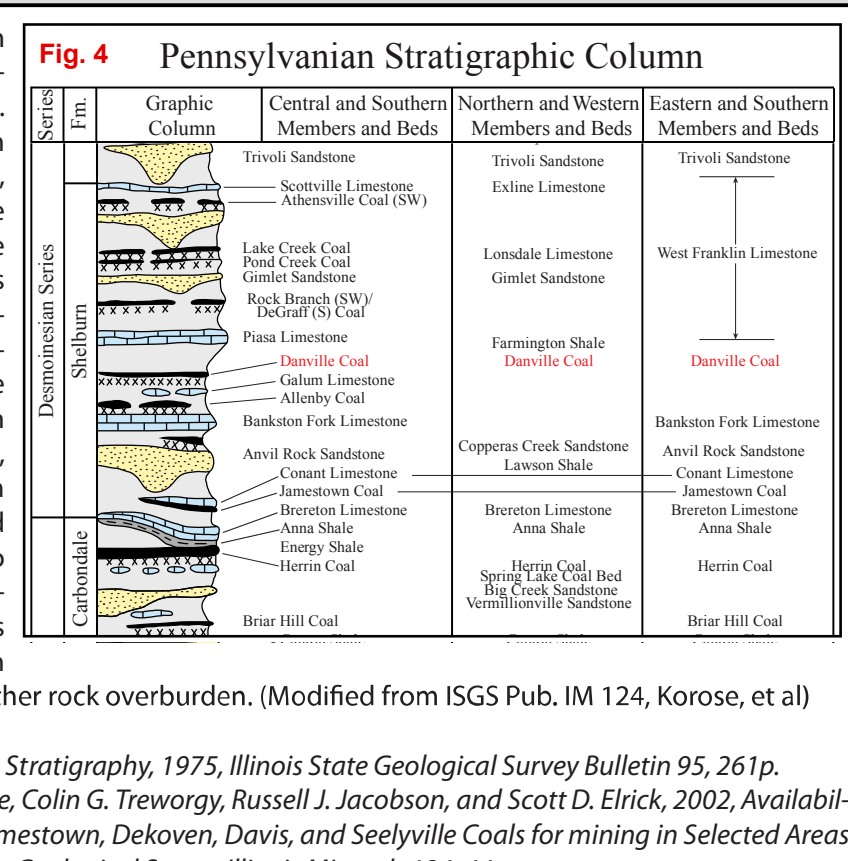 Fig. 4
Pennsylvanian Stratigraphic Column
Series
Fm.
Graphic
Column
Central and Southern
Members and Beds
Northern and Western
Members and Beds
Eastern and Southern
Members and Beds
Desmoinesian Series
Shelburn
Carbondale
Trivoli Sandstone
Scottville Limestone
Athensville Coal (SW)
Lake Creek Coal
Pond Creek Coal
Gimlet Sandstone
Rock Branch (SW)/
DeGraff (S) Coal
Piasa Limestone
Danville Coal
Galum Limestone
Allenby Coal
Bankston Fork Limestone
Anvil Rock Sandstone
Conant Limestone
Jamestown Coal
Brereton Limestone
Anna Shale
Energy Shale
Herrin Coal
Briar Hill Coal
Trivoli Sandstone
Exline Limestone
Lonsdale Limestone
Gimlet Sandstone
Farmington Shale
Danville Coal
Copperas Creek Sandstone
Lawson Shale
Brereton Limestone
Anna Shale
Herrin Coal
Spring Lake Coal Bed
Big Creek Sandstone
Vermillionville Sandstone
Trivoli Sandstone
West Franklin Limestone
Danville Coal
Bankston Fork Limestone
Anvil Rock Sandstone
Conant Limestone
Jamestown Coal
Brereton Limestone
Anna Shale
Herrin Coal
Briar Hill Coal
ther rock overburden. (Modified from ISGS Pub. IM 124, Korose, et al)
Stratigraphy, 1975, Illinois State Geological Survey Bulletin 95, 261p.
e, Colin G. Treworgy, Russell J. Jacobson, and Scott D. Elrick, 2002, Availabil-
mestown, Dekoven, Davis, and Seelyville Coals for mining in Selected Areas